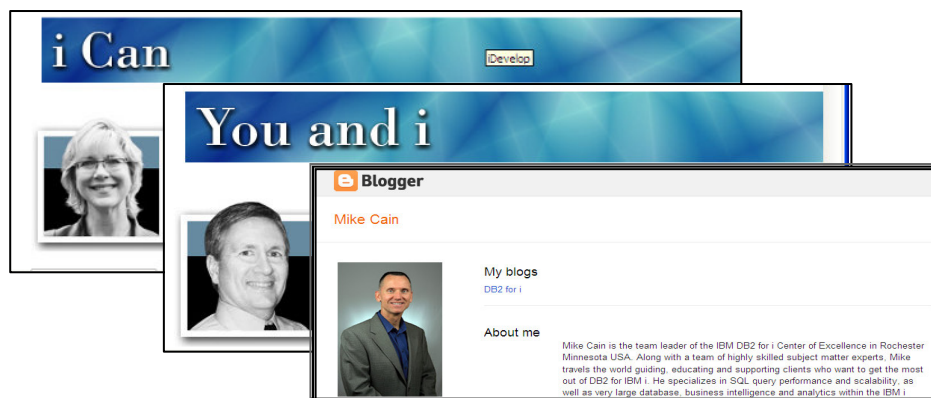 i Can
iDevelop
You and i
Blogger
Mike Cain
My blogs
DB2 for i
About me
Mike Cain is the team leader of the IBM DB2 for i Center of Excellence in Rochester
Minnesota USA. Along with a team of highly skilled subject matter experts, Mike
travels the world guiding, educating and supporting clients who want to get the most
out of DB2 for IBM i. He specializes in SQL query performance and scalability, as
well as very large database, business intelligence and analytics within the IBM i